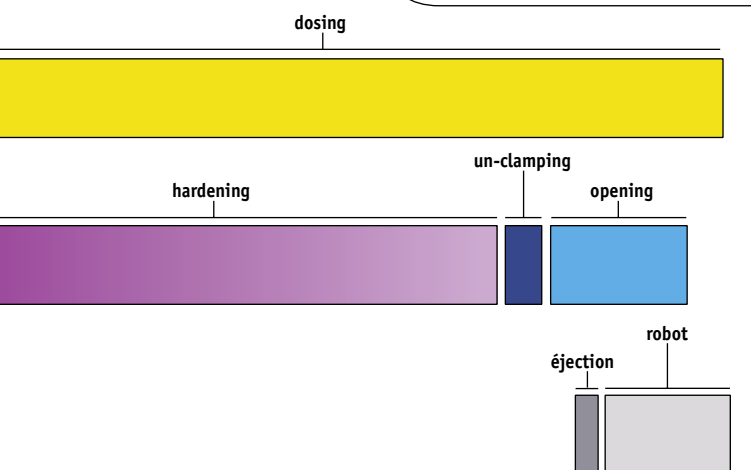 dosing
un-clamping
hardening
opening
robot
éjection